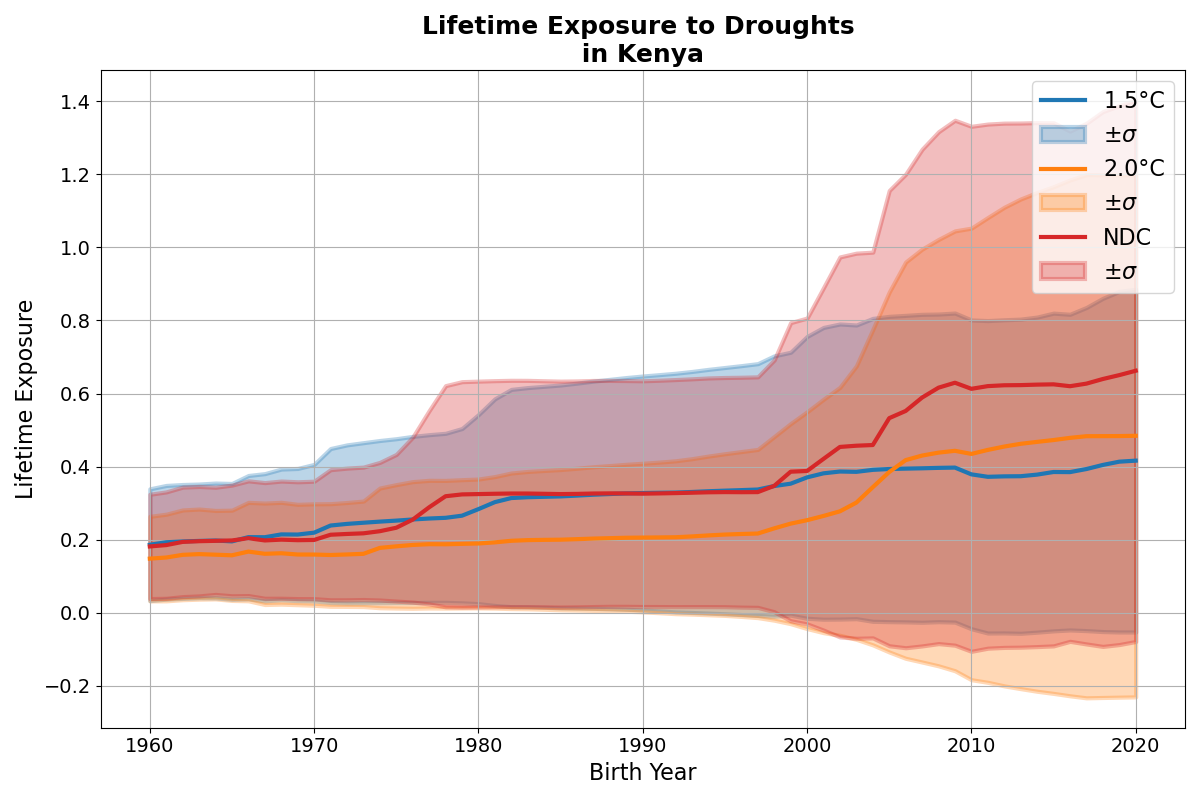 Lifetime Exposure to Droughts
in Kenya
Lifetime Exposure
1.4
1.2
1.0
0.8
0.6
0.4
0.2
0.0
−0.2
1960
1970
1980
1990
2000
2010
2020
Birth Year
1.5°C
±σ
2.0°C
±σ
NDC
±σ